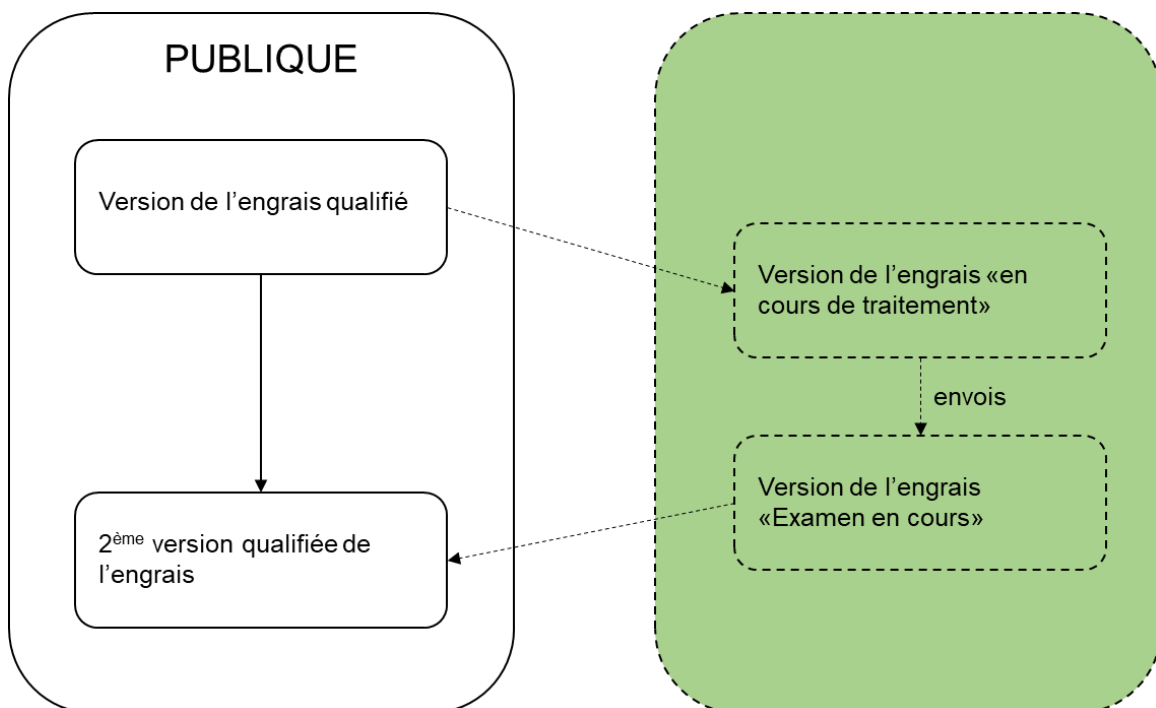 PUBLIQUE
Version de l’engrais qualifié
2ème version qualifiée de
l’engrais
Version de l’engrais «en
cours de traitement»
envois
Version de l’engrais
«Examen en cours»